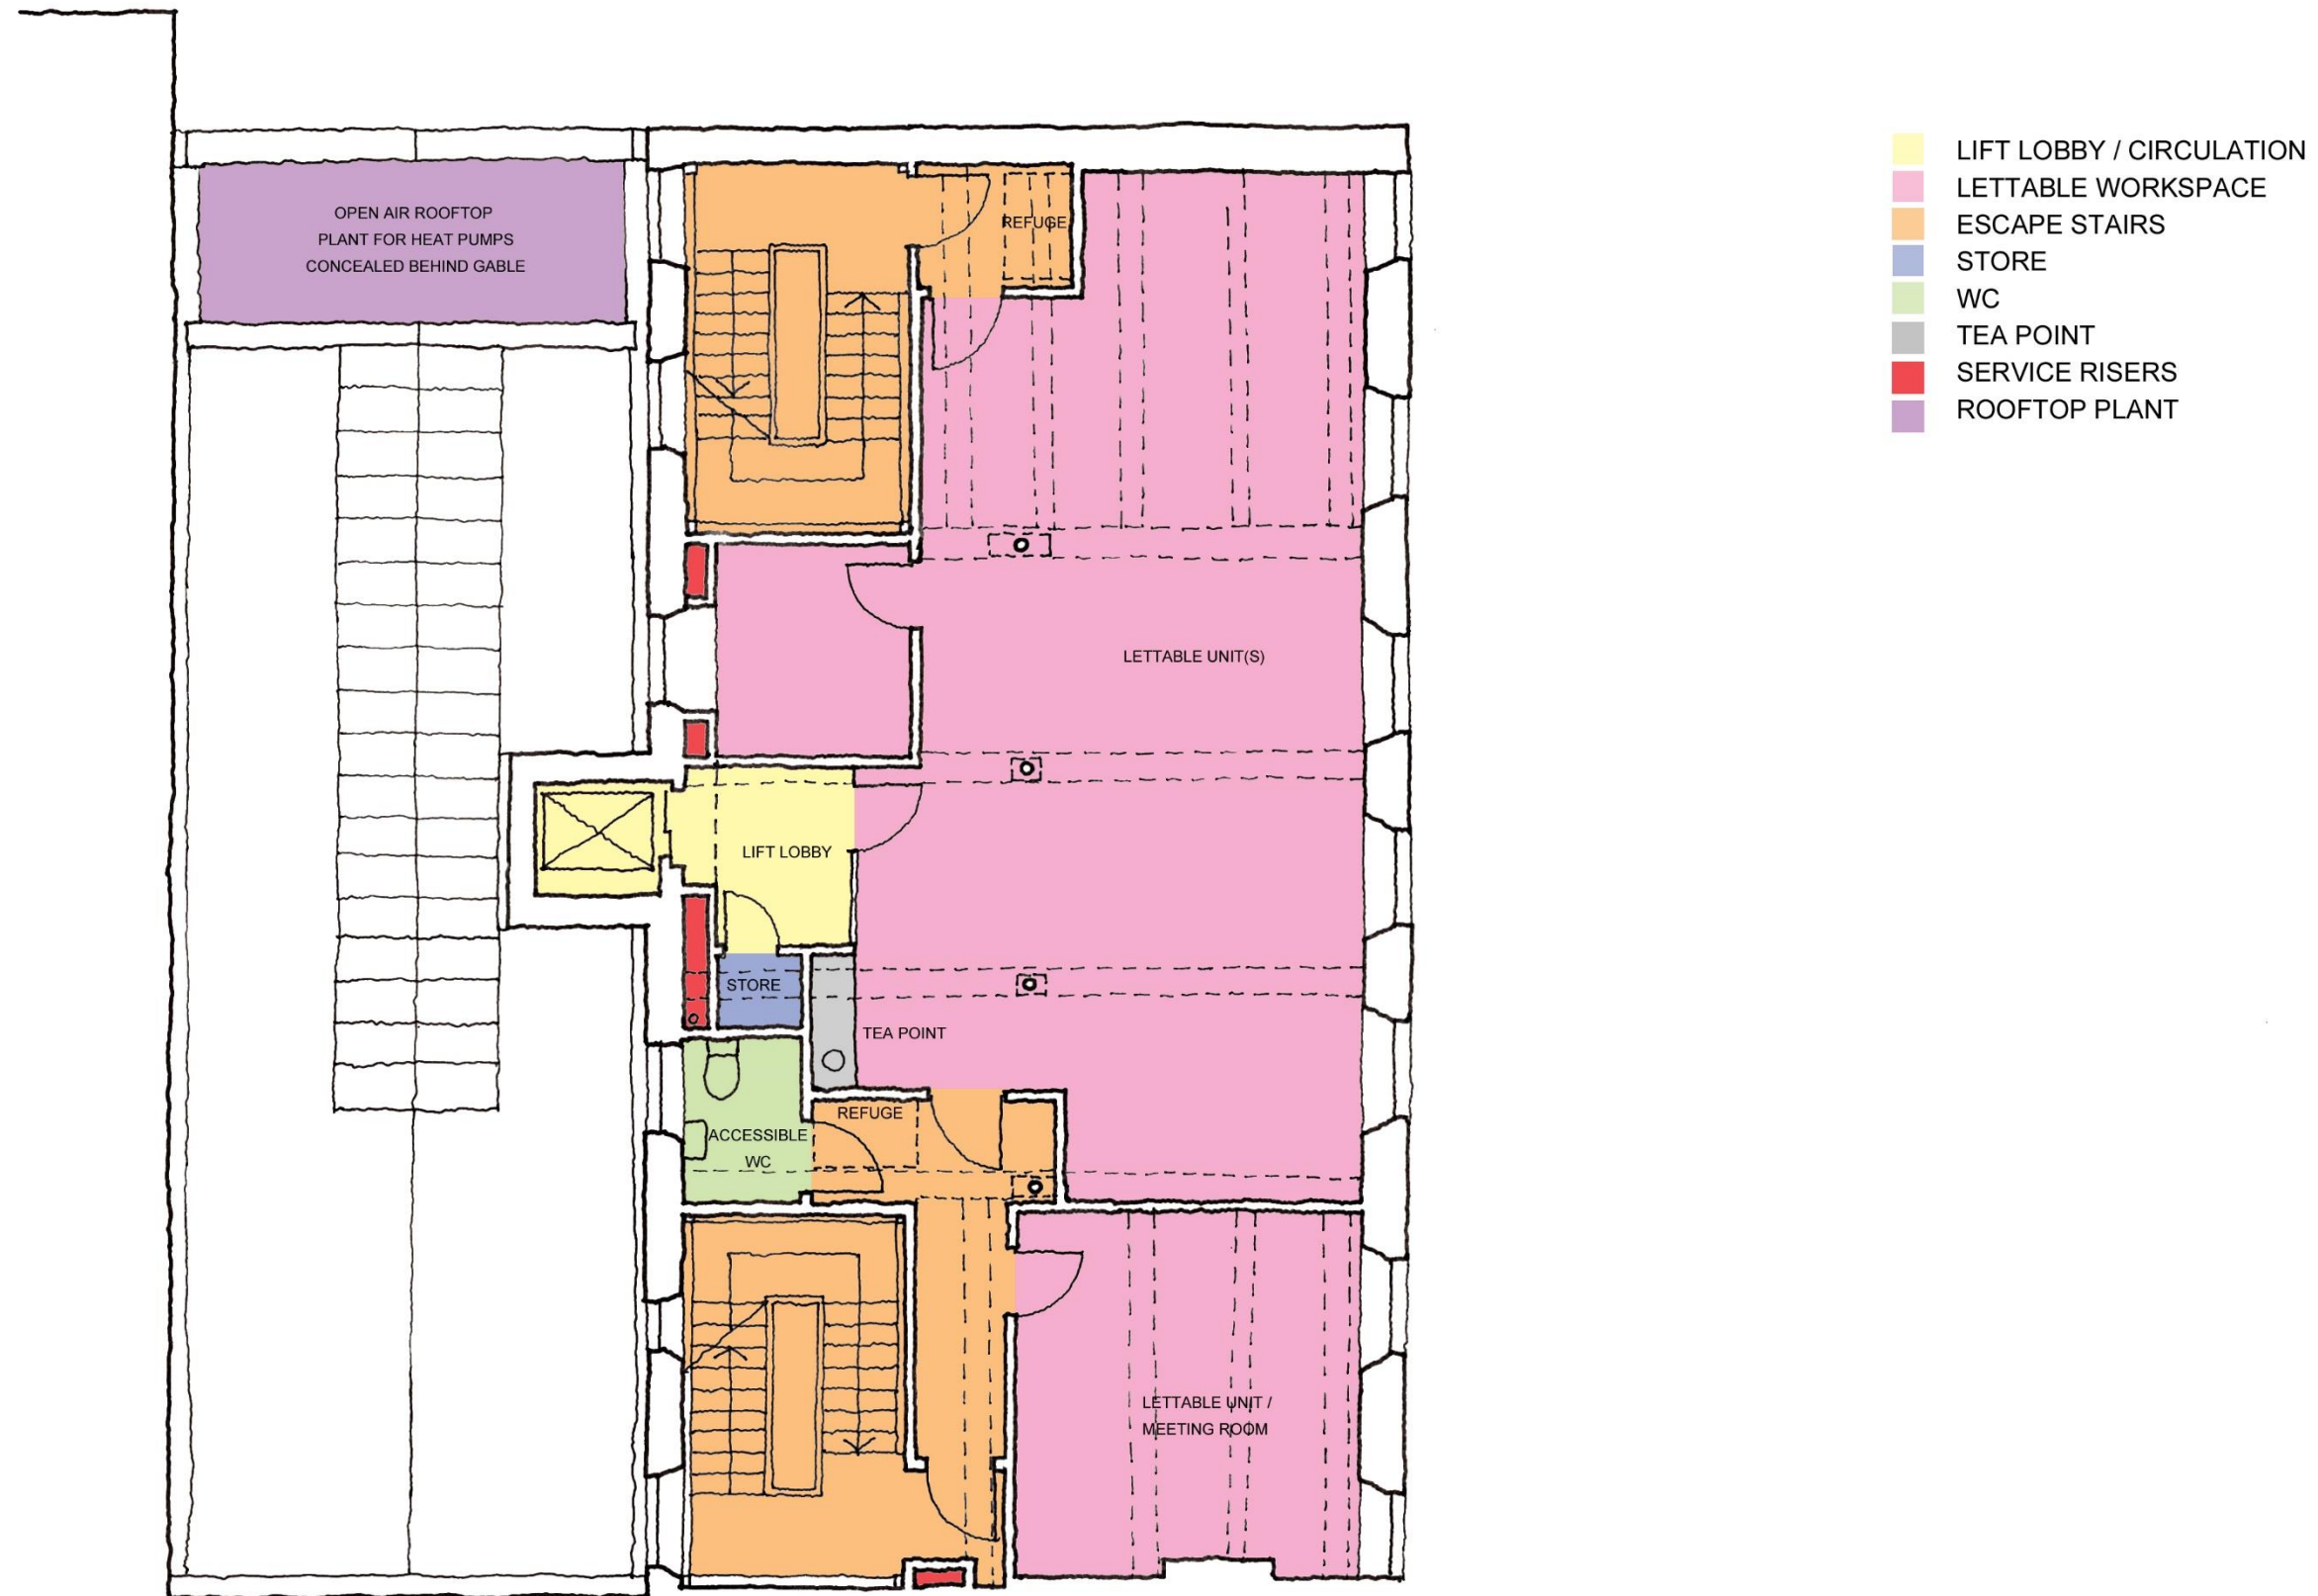 OPEN AIR ROOFTOP
PLANT FOR HEAT PUMPS
CONCEALED BEHIND GABLE
REFUGE
LETTABLE UNIT(S)
LIFT LOBBY
STORE
TEA POINT
REFUGE
ACCESSIBLE
WC
LETTABLE UNIT /
MEETING ROOM
LIFT LOBBY / CIRCULATION
LETTABLE WORKSPACE
ESCAPE STAIRS
STORE
WC
TEA POINT
SERVICE RISERS
ROOFTOP PLANT